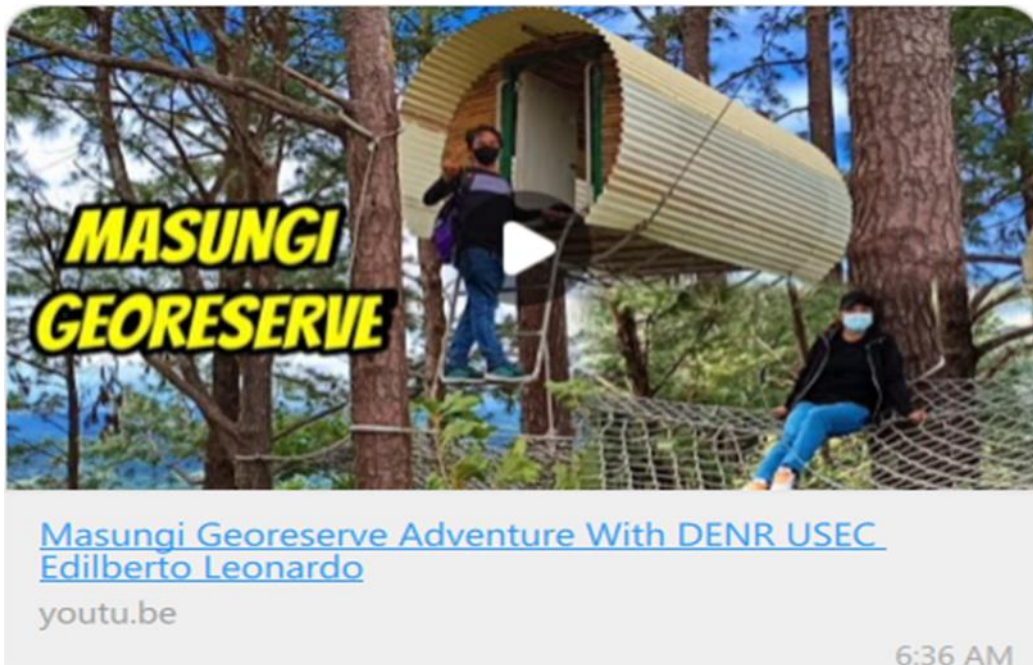 MASUNGI
GEORESERVE
Masungi Georeserve Adventure With DENR USEC
Edilberto Leonardo
youtu.be
6:36 AM